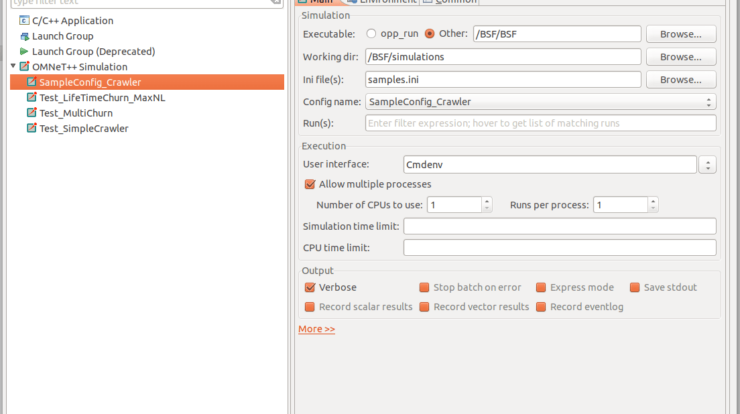 type filter text
C/C++ Application
Launch Group
Launch Group (Deprecated)
OMNeT++ Simulation
SampleConfig_Crawler
Test_LifeTimeChurn_MaxNL
Test_MultiChurn
Test_SimpleCrawler
Main Environment Common
Simulation
Executable: opp_run Other: /BSF/BSF Browse...
Working dir: /BSF/simulations Browse...
Ini file(s): samples.ini Browse...
Config name: SampleConfig_Crawler
Run(s): Enter filter expression; hover to get list of matching runs
Execution
User interface: Cmdenv
Allow multiple processes
Number of CPUs to use: 1 Runs per process: 1
Simulation time limit:
CPU time limit:
Output
Verbose Stop batch on error Express mode Save stdout
Record scalar results Record vector results Record eventlog
More >>